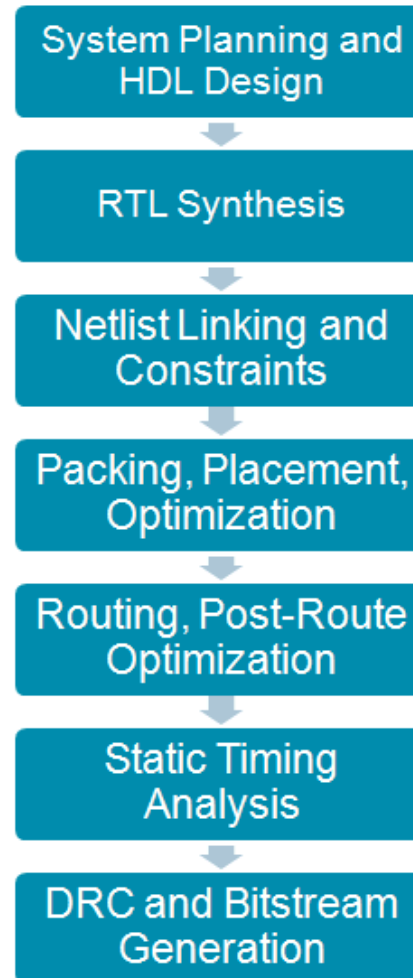 System Planning and
HDL Design
RTL Synthesis
Netlist Linking and
Constraints
Packing, Placement,
Optimization
Routing, Post-Route
Optimization
Static Timing
Analysis
DRC and Bitstream
Generation